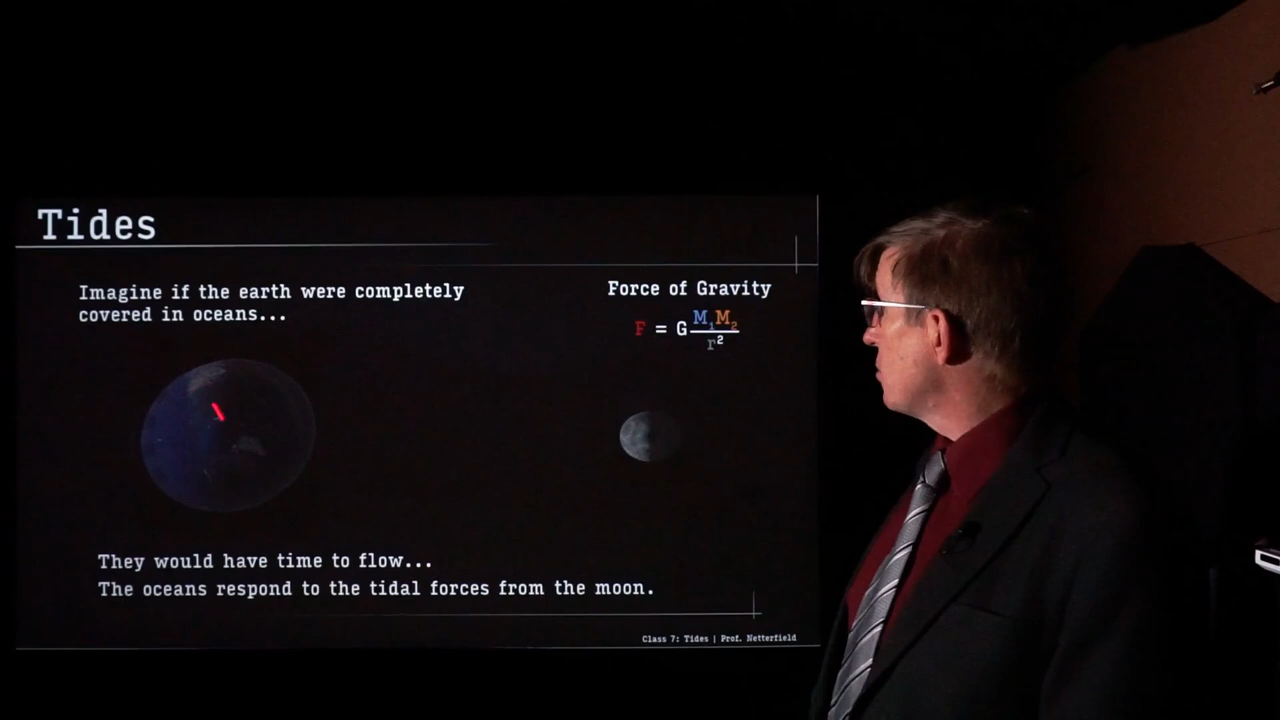 Tides
Imagine if the earth were completely
covered in oceans...
Force of Gravity
F = G M₁M₂
r²
They would have time to flow...
The oceans respond to the tidal forces from the moon.
Class 7: Tides | Prof. Netterfield